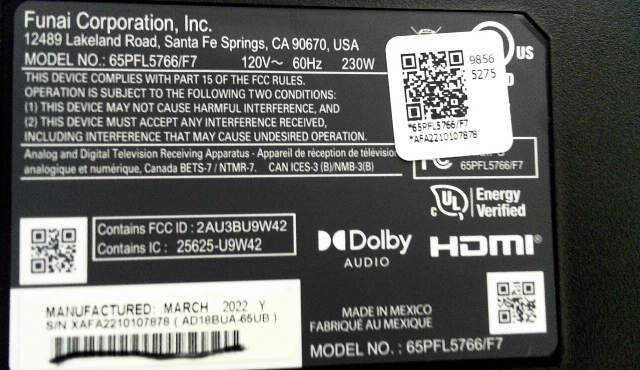 Funai Corporation, Inc.
12489 Lakeland Road, Santa Fe Springs, CA 90670, USA
MODEL NO.: 65PFL5766/F7 120V~ 60Hz 230W
THIS DEVICE COMPLIES WITH PART 15 OF THE FCC RULES.
OPERATION IS SUBJECT TO THE FOLLOWING TWO CONDITIONS:
(1) THIS DEVICE MAY NOT CAUSE HARMFUL INTERFERENCE, AND
(2) THIS DEVICE MUST ACCEPT ANY INTERFERENCE RECEIVED,
INCLUDING INTERFERENCE THAT MAY CAUSE UNDESIRED OPERATION.
Analog and Digital Television Receiving Apparatus - Appareil de réception de télévision
analogique et numérique, Canada BETS-7 / NTMR-7. CAN ICES-3 (B)/NMB-3(B)
US
9856
5275
*65PFL5766/F7
*AFA2210107878
65PFL5766/F7
c UL Energy
Verified
Contains FCC ID : 2AU3BU9W42
Contains IC : 25625-U9W42
Dolby
AUDIO
HDMI®
MANUFACTURED: MARCH 2022 Y
S/N XAFA2210107878 ( AD18BUA-65UB )
MADE IN MEXICO
FABRIQUÉ AU MEXIQUE
MODEL NO. : 65PFL5766/F7